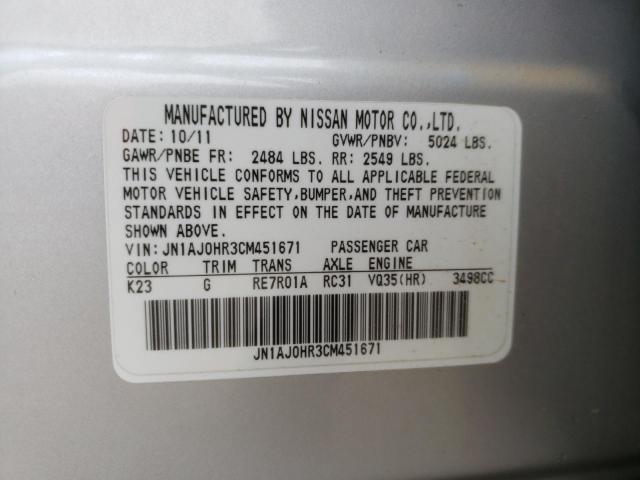 MANUFACTURED BY NISSAN MOTOR CO.,LTD.
DATE: 10/11 GVWR/PNBV: 5024 LBS.
GAWR/PNBE FR: 2484 LBS. RR: 2549 LBS.
THIS VEHICLE CONFORMS TO ALL APPLICABLE FEDERAL
MOTOR VEHICLE SAFETY,BUMPER,AND THEFT PREVENTION
STANDARDS IN EFFECT ON THE DATE OF MANUFACTURE
SHOWN ABOVE.
VIN: JN1AJ0HR3CM451671 PASSENGER CAR
COLOR TRIM TRANS AXLE ENGINE
K23 G RE7R01A RC31 VQ35(HR) 3498CC
JN1AJ0HR3CM451671